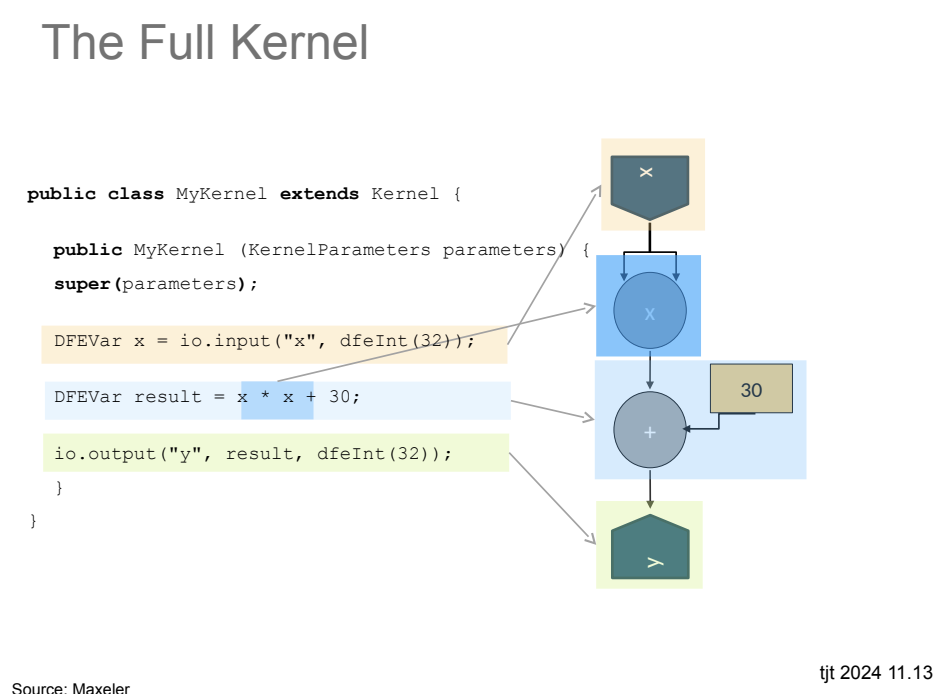 The Full Kernel
public class MyKernel extends Kernel {
public MyKernel (KernelParameters parameters) {
super(parameters);
DFEVar x = io.input("x", dfeInt(32));
DFEVar result = x * x + 30;
io.output("y", result, dfeInt(32));
}
}
x
x
30
+
y
tjt 2024 11.13
Source: Maxeler